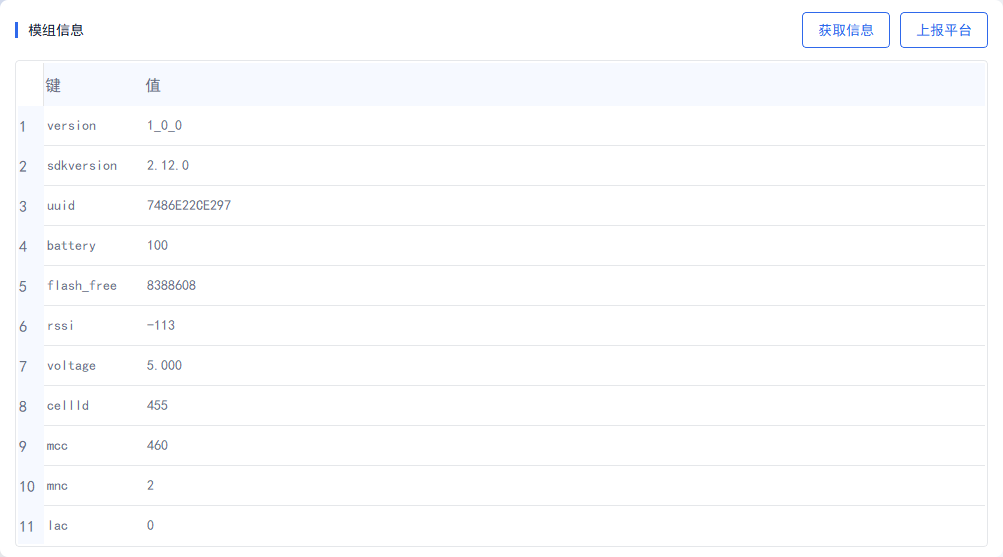 模组信息 获取信息 上报平台
键 值
1 version 1_0_0
2 sdkversion 2.12.0
3 uuid 7486E22CE297
4 battery 100
5 flash_free 8388608
6 rssi -113
7 voltage 5.000
8 cellld 455
9 mcc 460
10 mnc 2
11 lac 0